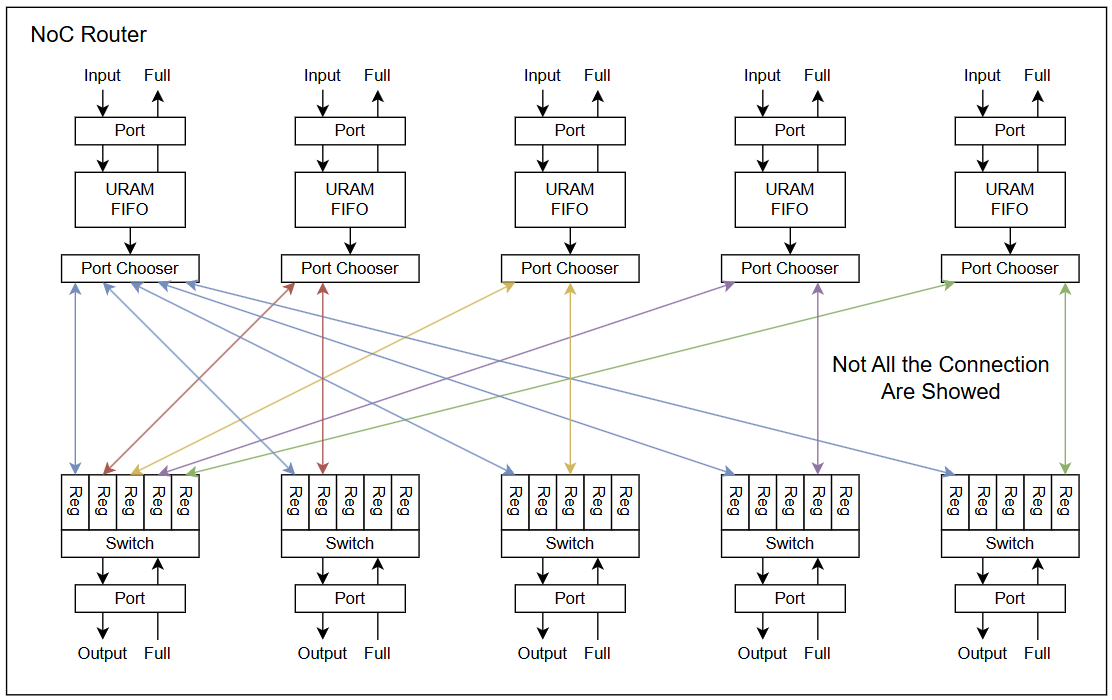 NoC Router
Input Full Input Full Input Full Input Full Input Full
Port Port Port Port Port
URAM URAM URAM URAM URAM
FIFO FIFO FIFO FIFO FIFO
Port Chooser Port Chooser Port Chooser Port Chooser Port Chooser
Not All the Connection
Are Showed
Reg Reg Reg Reg Reg Reg Reg Reg Reg Reg Reg Reg Reg Reg Reg Reg Reg Reg Reg Reg Reg Reg Reg Reg Reg
Switch Switch Switch Switch Switch
Port Port Port Port Port
Output Full Output Full Output Full Output Full Output Full